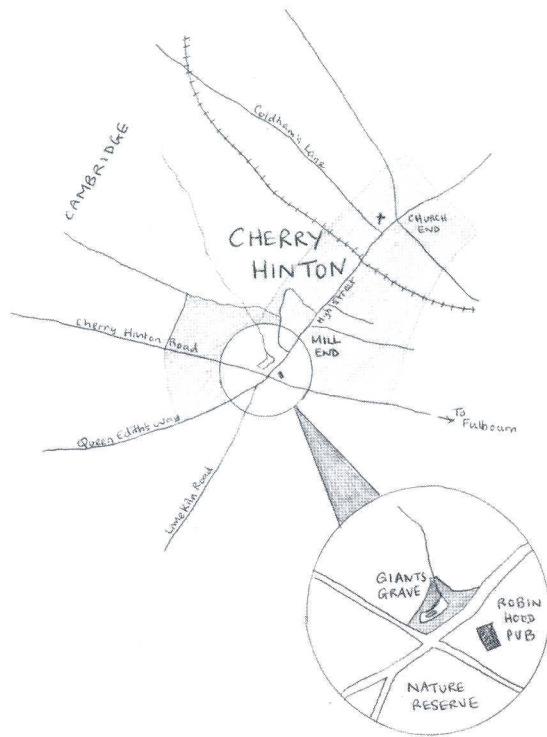 Coldham's Lane
CAMBRIDGE
CHURCH
END
CHERRY
HINTON
High street
Cherry Hinton Road
MILL
END
To
Fulbourn
Queen Edith's Way
Lime Kiln Road
GIANTS
GRAVE
ROBIN
HOOD
PUB
NATURE
RESERVE